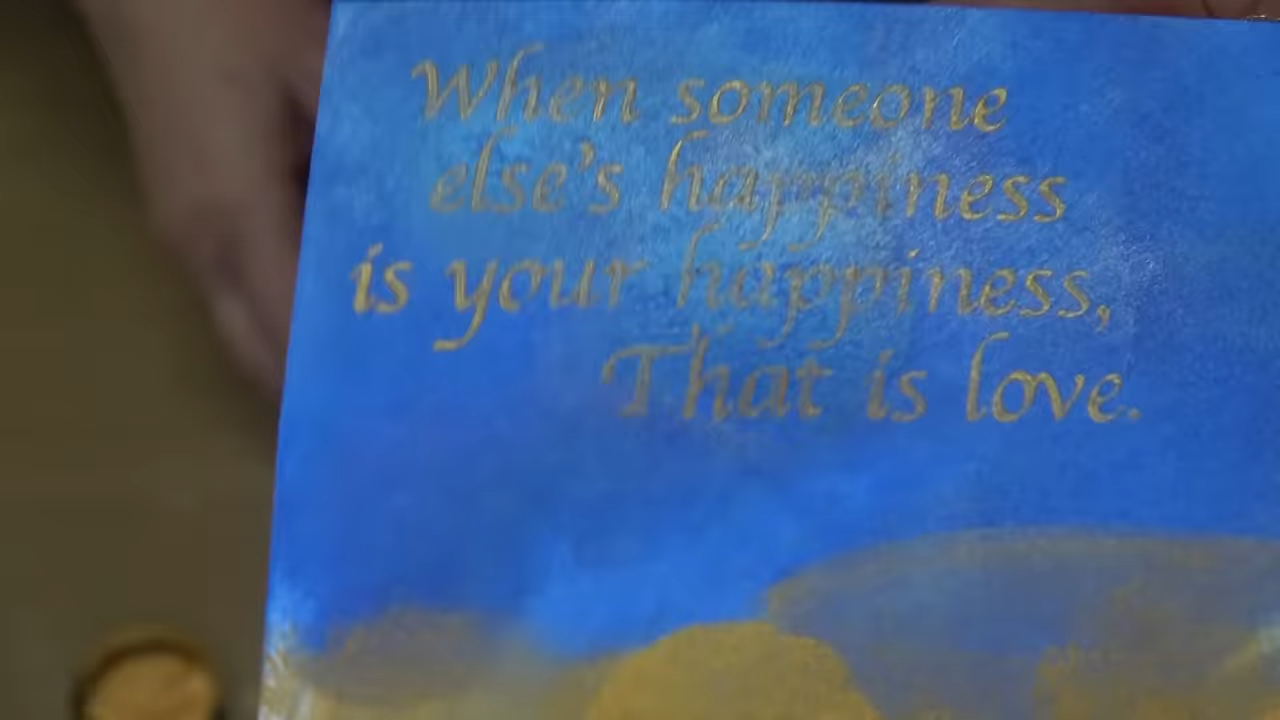 When someone
else's happiness
is your happiness,
That is love.